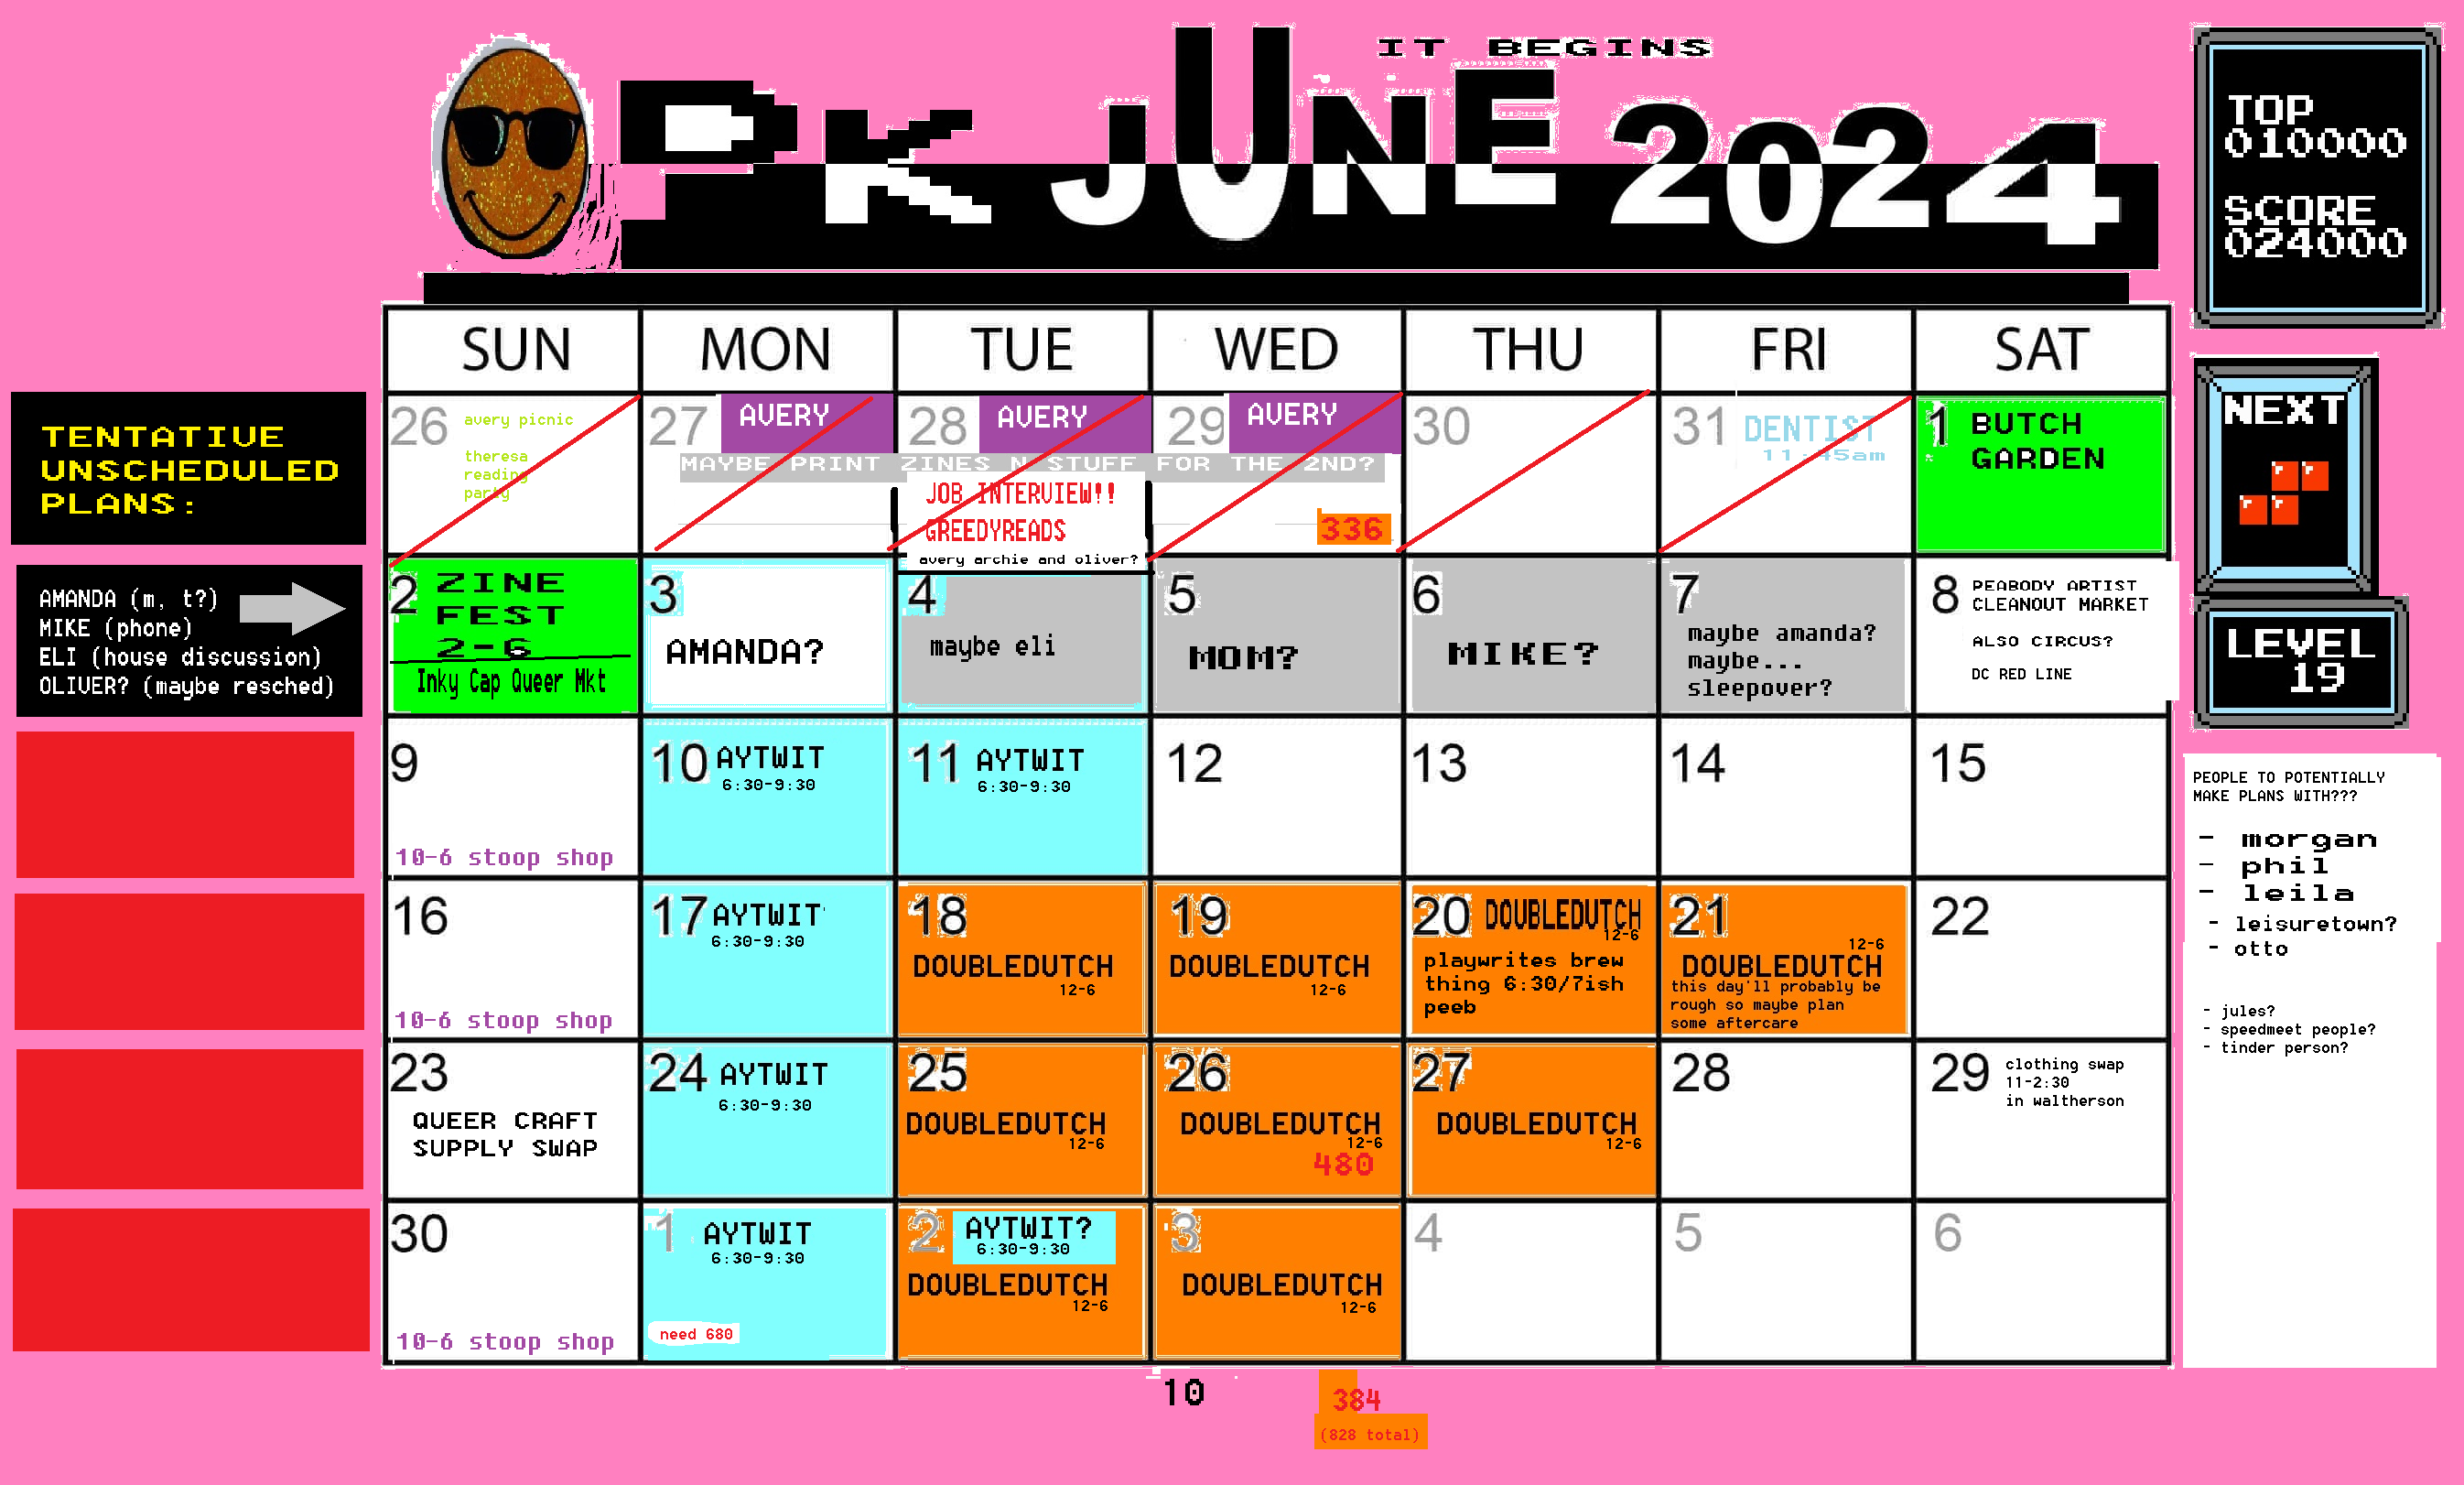 IT BEGINS
PK JUNE 2024
TOP
010000
SCORE
024000
NEXT
LEVEL
19
TENTATIVE
UNSCHEDULED
PLANS:
AMANDA (m, t?)
MIKE (phone)
ELI (house discussion)
OLIVER? (maybe resched)
SUN MON TUE WED THU FRI SAT
26 avery picnic
theresa
reading
party
27 AVERY
28 AVERY
29 AVERY
MAYBE PRINT ZINES N STUFF FOR THE 2ND?
JOB INTERVIEW!!
GREEDYREADS
avery archie and oliver?
336
30
31 DENTIST
11:45am
1 BUTCH
GARDEN
2 ZINE
FEST
2-6
Inky Cap Queer Mkt
3
AMANDA?
4
maybe eli
5
MOM?
6
MIKE?
7
maybe amanda?
maybe...
sleepover?
8 PEABODY ARTIST
CLEANOUT MARKET
ALSO CIRCUS?
DC RED LINE
9
10-6 stoop shop
10 AYTWIT
6:30-9:30
11 AYTWIT
6:30-9:30
12
13
14
15
16
10-6 stoop shop
17 AYTWIT
6:30-9:30
18
DOUBLEDUTCH
12-6
19
DOUBLEDUTCH
12-6
20 DOUBLEDUTCH
12-6
playwrites brew
thing 6:30/7ish
peeb
21
12-6
DOUBLEDUTCH
this day'll probably be
rough so maybe plan
some aftercare
22
23
QUEER CRAFT
SUPPLY SWAP
24 AYTWIT
6:30-9:30
25
DOUBLEDUTCH
12-6
26
DOUBLEDUTCH
12-6
480
27
DOUBLEDUTCH
12-6
28
29 clothing swap
11-2:30
in waltherson
30
10-6 stoop shop
1 AYTWIT
6:30-9:30
need 680
2 AYTWIT?
6:30-9:30
DOUBLEDUTCH
12-6
3
DOUBLEDUTCH
12-6
4
5
6
10
384
(828 total)
PEOPLE TO POTENTIALLY
MAKE PLANS WITH???
- morgan
- phil
- leila
- leisuretown?
- otto
- jules?
- speedmeet people?
- tinder person?